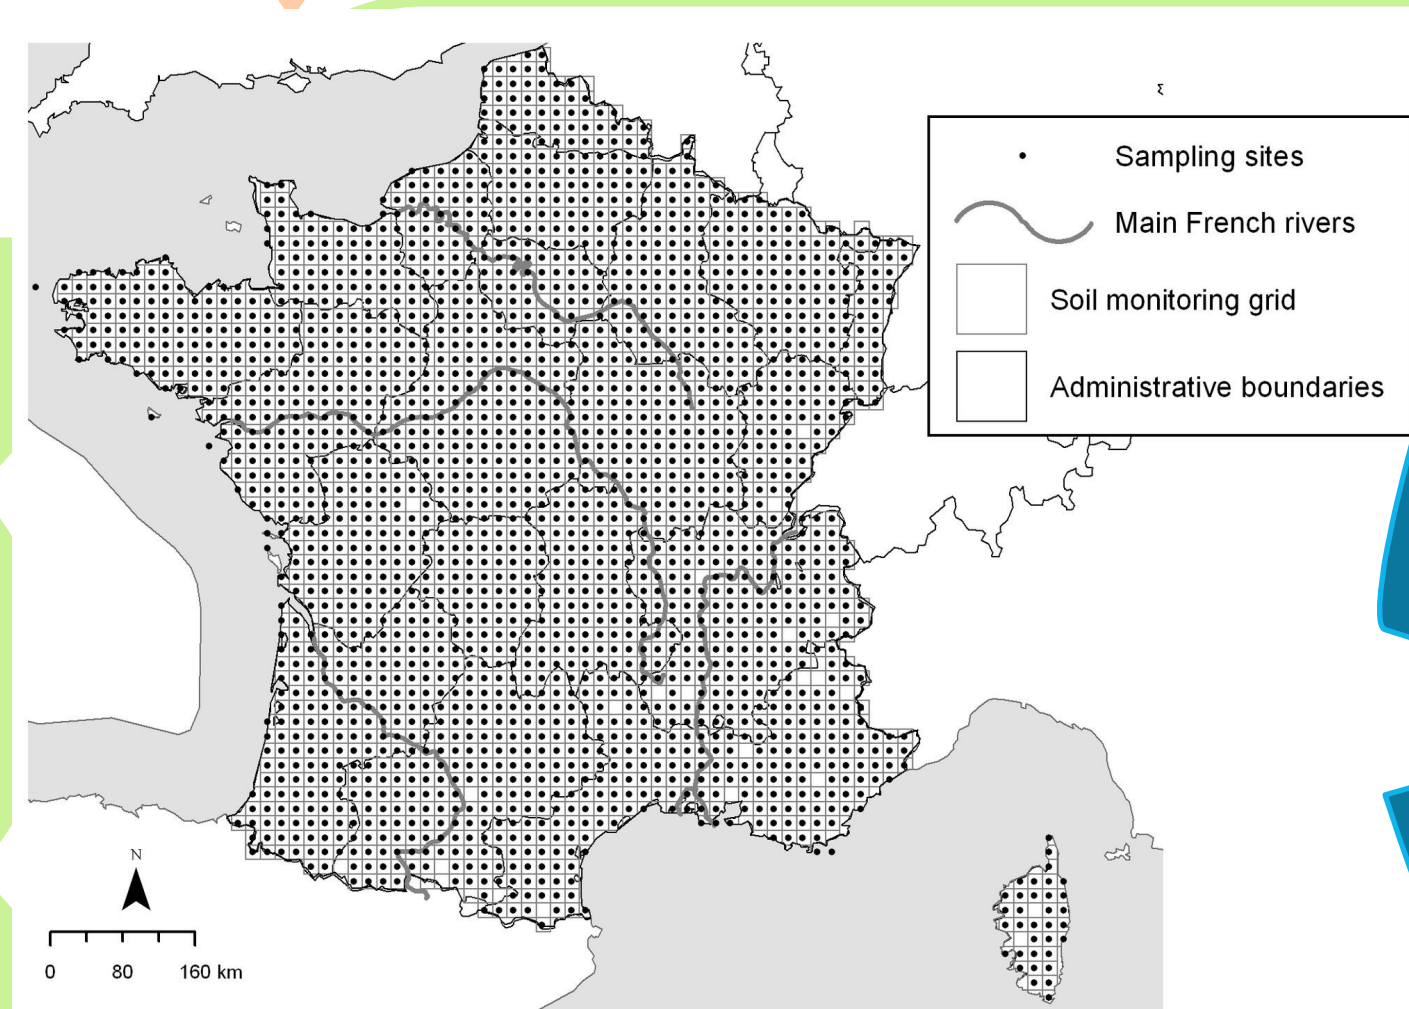 Sampling sites
Main French rivers
Soil monitoring grid
Administrative boundaries
N
0 80 160 km